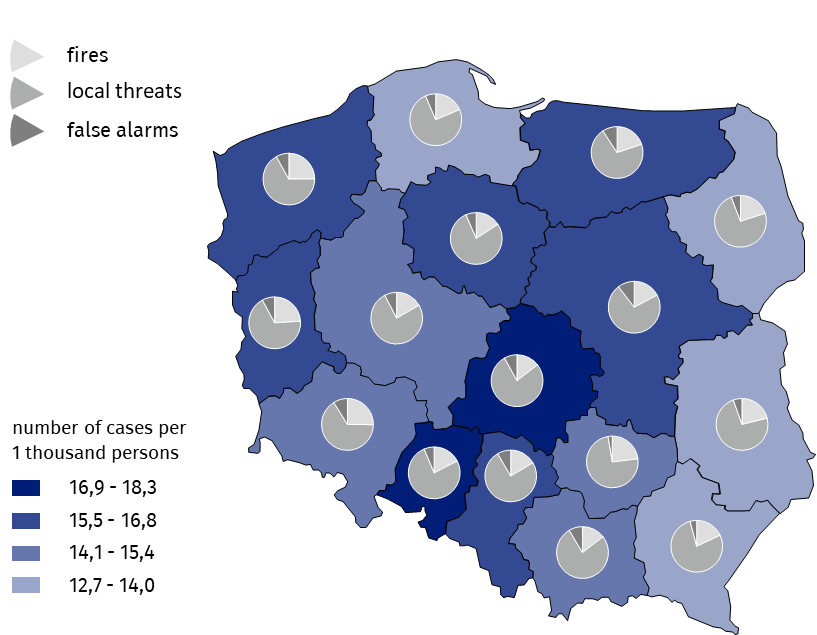 fires
local threats
false alarms
number of cases per
1 thousand persons
16,9 - 18,3
15,5 - 16,8
14,1 - 15,4
12,7 - 14,0